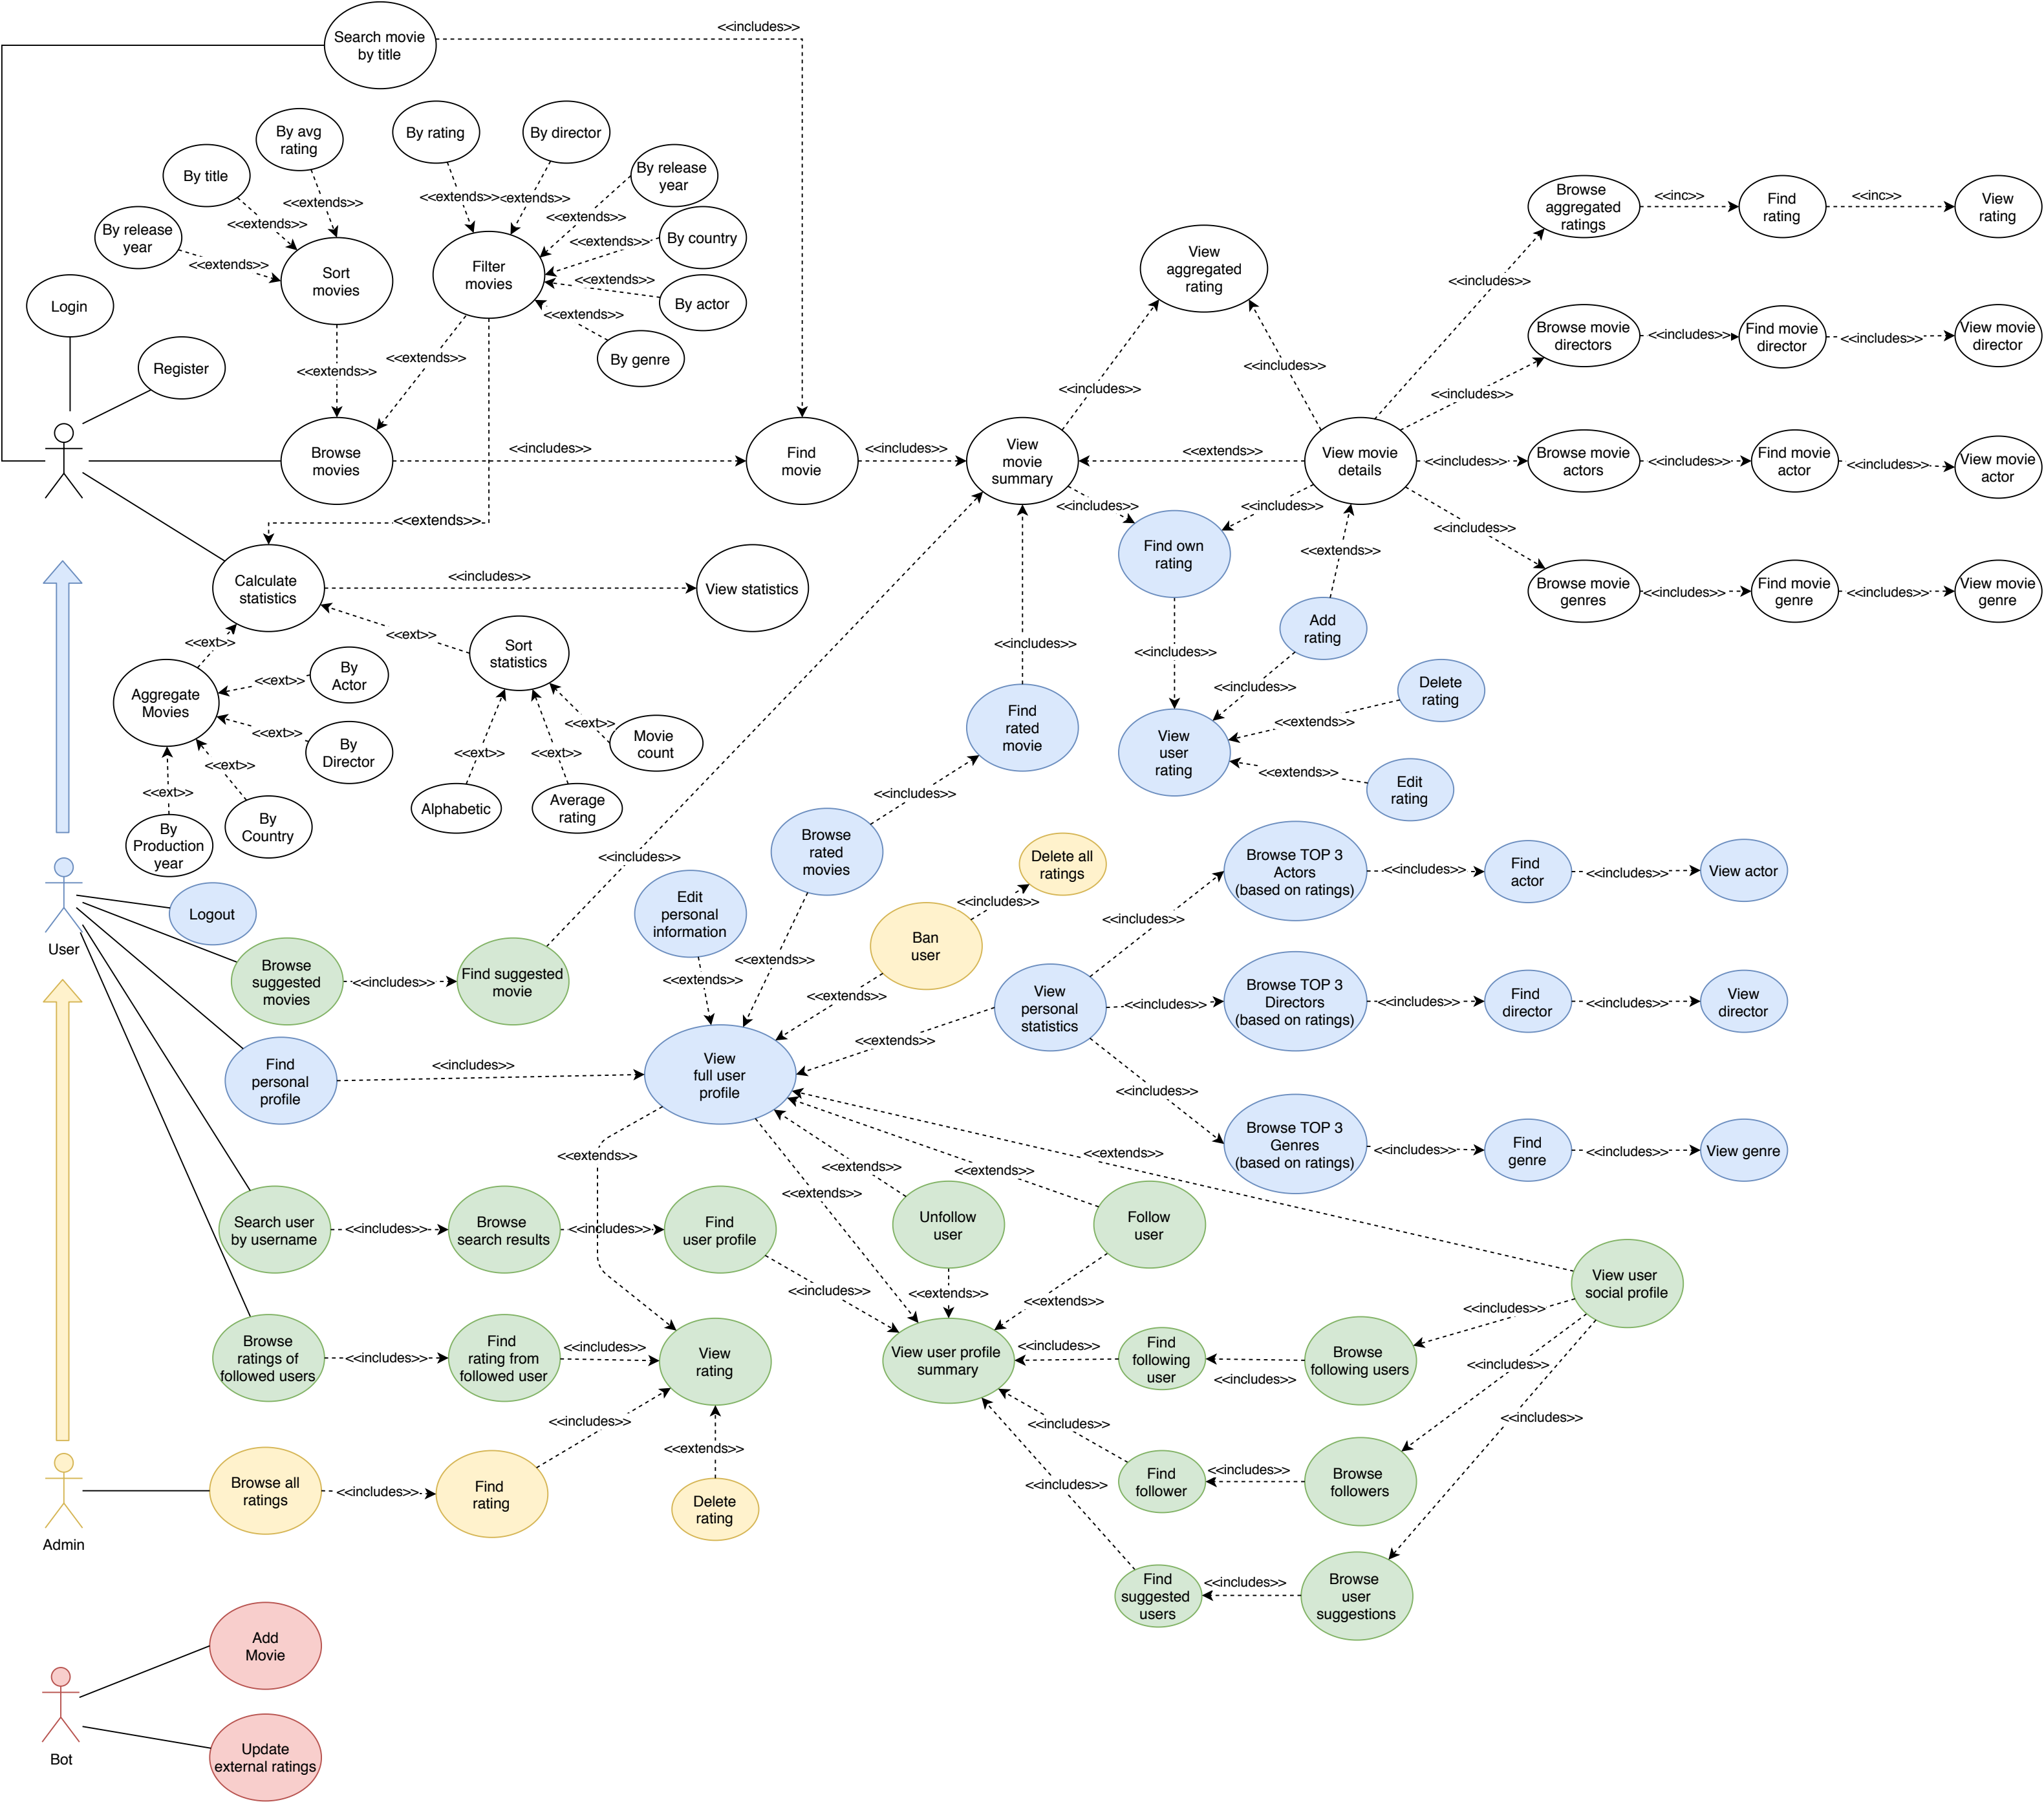 Search movie
by title
<<includes>>
By avg
rating
By rating
By director
By title
By release
year
<<extends>>
<<extends>>
<<extends>>
<<extends>>
<<extends>>
By release
year
<<extends>>
<<extends>>
By country
<<extends>>
By actor
<<extends>>
By genre
Sort
movies
Filter
movies
Login
Register
<<extends>>
<<extends>>
Browse
movies
<<includes>>
Find
movie
<<includes>>
View
movie
summary
<<extends>>
View movie
details
View
aggregated
rating
<<includes>>
<<includes>>
<<includes>>
Browse
aggregated
ratings
<<inc>>
Find
rating
<<inc>>
View
rating
<<includes>>
Browse movie
directors
<<includes>>
Find movie
director
<<includes>>
View movie
director
<<includes>>
Browse movie
actors
<<includes>>
Find movie
actor
<<includes>>
View movie
actor
<<includes>>
Browse movie
genres
<<includes>>
Find movie
genre
<<includes>>
View movie
genre
<<includes>>
<<includes>>
Find own
rating
<<extends>>
Add
rating
<<includes>>
<<includes>>
Delete
rating
<<extends>>
View
user
rating
<<extends>>
Edit
rating
<<extends>>
Calculate
statistics
<<includes>>
View statistics
<<ext>>
<<ext>>
Sort
statistics
Aggregate
Movies
<<ext>>
By
Actor
<<ext>>
By
Director
<<ext>>
<<ext>>
By
Production
year
By
Country
<<ext>>
<<ext>>
<<ext>>
Movie
count
Alphabetic
Average
rating
<<includes>>
Find
rated
movie
<<includes>>
Browse
rated
movies
<<includes>>
User
Logout
Browse
suggested
movies
<<includes>>
Find suggested
movie
Edit
personal
information
<<extends>>
<<extends>>
Delete all
ratings
<<includes>>
Ban
user
<<extends>>
View
personal
statistics
<<extends>>
<<includes>>
Browse TOP 3
Actors
(based on ratings)
<<includes>>
Find
actor
<<includes>>
View actor
<<includes>>
Browse TOP 3
Directors
(based on ratings)
<<includes>>
Find
director
<<includes>>
View
director
<<includes>>
Browse TOP 3
Genres
(based on ratings)
<<includes>>
Find
genre
<<includes>>
View genre
Find
personal
profile
<<includes>>
View
full user
profile
<<extends>>
<<extends>>
<<extends>>
<<extends>>
<<extends>>
Search user
by username
<<includes>>
Browse
search results
<<includes>>
Find
user profile
<<includes>>
Unfollow
user
<<extends>>
Follow
user
<<extends>>
View user
social profile
<<includes>>
<<includes>>
<<includes>>
Browse
ratings of
followed users
<<includes>>
Find
rating from
followed user
<<includes>>
View
rating
View user profile
summary
<<includes>>
Find
following
user
<<includes>>
Browse
following users
<<includes>>
Find
follower
<<includes>>
Browse
followers
<<includes>>
Find
suggested
users
<<includes>>
Browse
user
suggestions
<<includes>>
<<extends>>
Admin
Browse all
ratings
<<includes>>
Find
rating
Delete
rating
Bot
Add
Movie
Update
external ratings